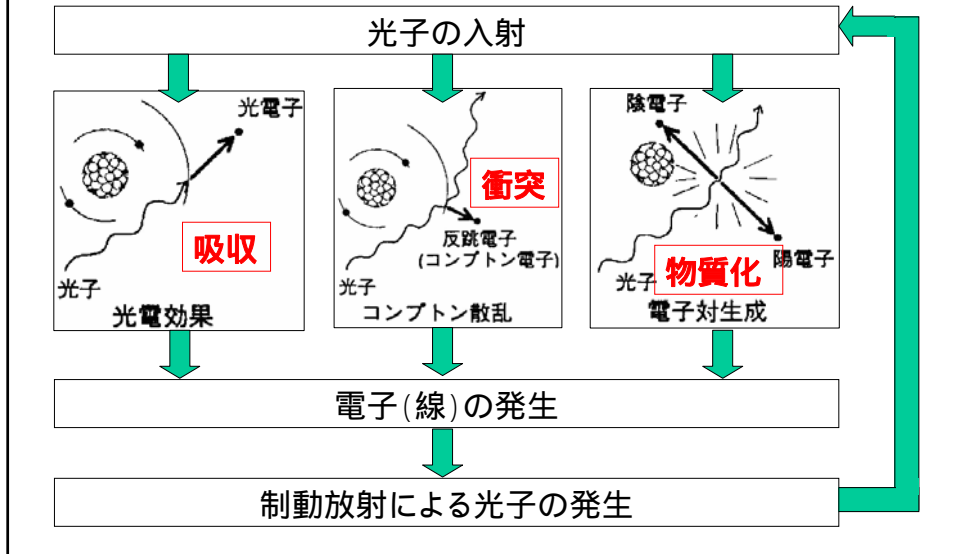 光子の入射
光電子
吸収
光子
光電効果
衝突
反跳電子
(コンプトン電子)
光子
コンプトン散乱
陰電子
陽電子
物質化
光子
電子対生成
電子(線)の発生
制動放射による光子の発生